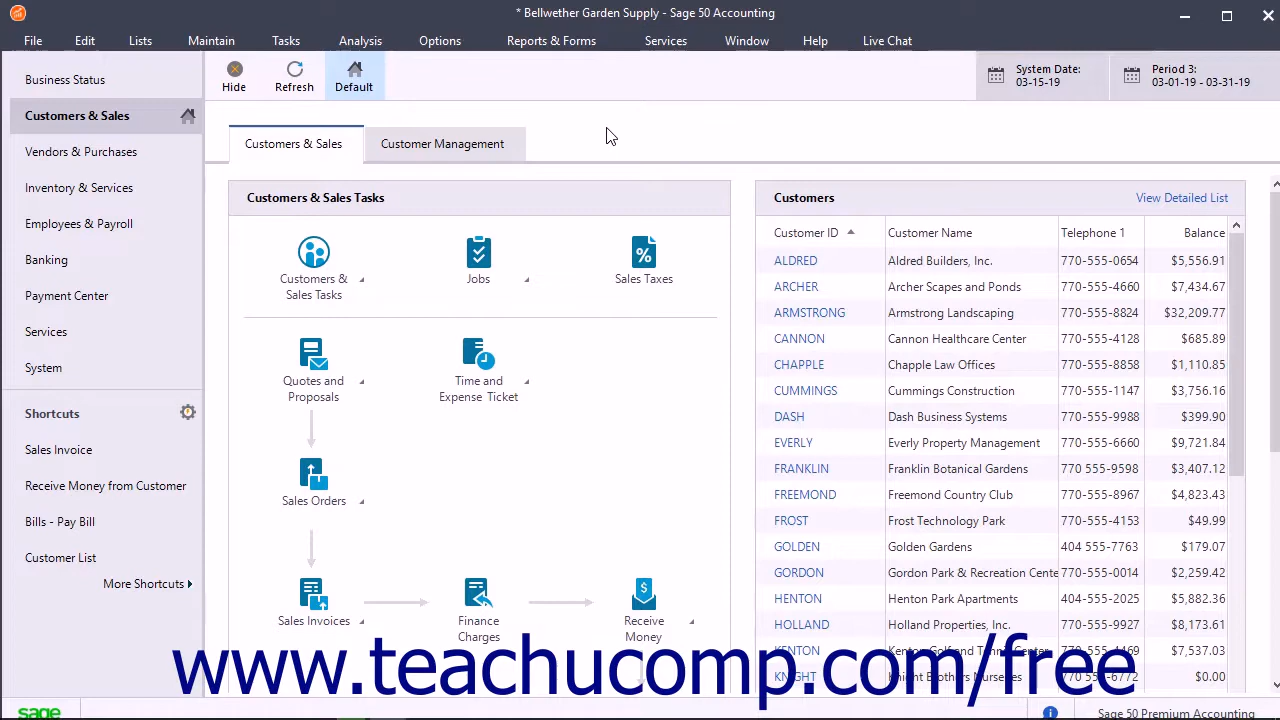 * Bellwether Garden Supply - Sage 50 Accounting
File Edit Lists Maintain Tasks Analysis Options Reports & Forms Services Window Help Live Chat
Business Status
Customers & Sales
Vendors & Purchases
Inventory & Services
Employees & Payroll
Banking
Payment Center
Services
System
Shortcuts
Sales Invoice
Receive Money from Customer
Bills - Pay Bill
Customer List
More Shortcuts
Hide Refresh Default
System Date:
03-15-19
Period 3:
03-01-19 - 03-31-19
Customers & Sales Customer Management
Customers & Sales Tasks
Customers &
Sales Tasks
Jobs
Sales Taxes
Quotes and
Proposals
Time and
Expense Ticket
Sales Orders
Sales Invoices
Finance
Charges
Receive
Money
Customers View Detailed List
Customer ID Customer Name Telephone 1 Balance
ALDRED Aldred Builders, Inc. 770-555-0654 $5,556.91
ARCHER Archer Scapes and Ponds 770-555-4660 $7,434.67
ARMSTRONG Armstrong Landscaping 770-555-8824 $32,209.77
CANNON Cannon Healthcare Center 770-555-4128 $685.89
CHAPPLE Chapple Law Offices 770-555-8858 $1,110.85
CUMMINGS Cummings Construction 770-555-1147 $3,756.16
DASH Dash Business Systems 770-555-9988 $399.90
EVERLY Everly Property Management 770-555-6660 $9,721.84
FRANKLIN Franklin Botanical Gardens 770 555-9598 $3,407.12
FREEMOND Freemond Country Club 770-555-8967 $4,823.43
FROST Frost Technology Park 770-555-4153 $49.99
GOLDEN Golden Gardens 404 555-7763 $179.07
GORDON Gordon Park & Recreation Cente 770-555-0014 $2,259.42
HENTON Henton Park Apartments 404-555-2025 $5,882.36
HOLLAND Holland Properties, Inc. 770-555-9927 $8,173.61
KENTON Kenton Golf and Tennis Center $7,537.03
KNIGHT Knight Brothers Nurseries 770-555-6772 $0.00
www.teachucomp.com/free
sage
Sage 50 Premium Accounting